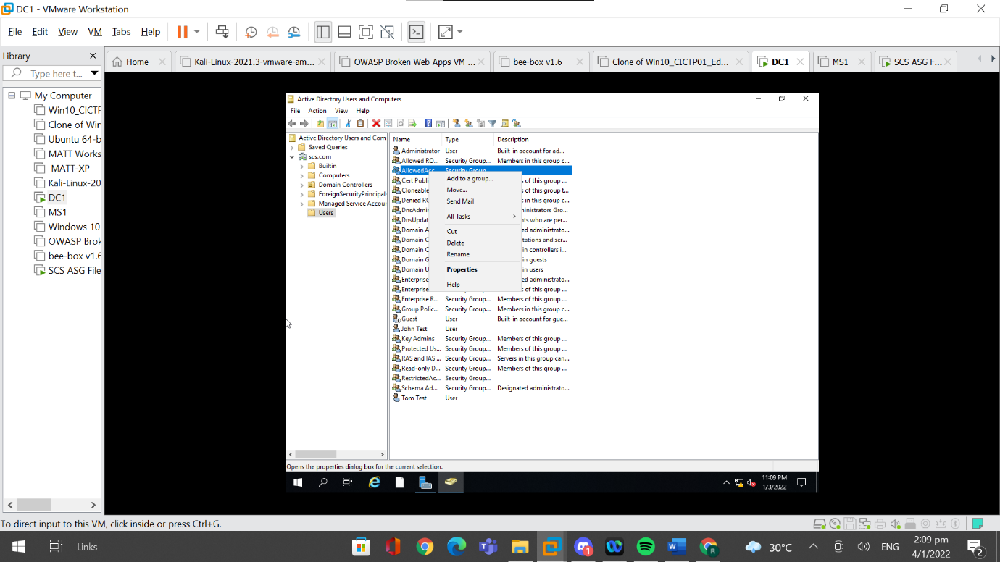 DC1 - VMware Workstation
File Edit View VM Tabs Help
Library
Type here t...
My Computer
Win10_CICTF
Clone of Wir
Ubuntu 64-b
MATT Works
MATT-XP
Kali-Linux-20
DC1
MS1
Windows 10
OWASP Brok
bee-box v1.6
SCS ASG File
Home
Kali-Linux-2021.3-vmware-am...
OWASP Broken Web Apps VM ...
bee-box v1.6
Clone of Win10_CICTP01_Ed...
DC1
MS1
SCS ASG F...
Active Directory Users and Computers
File Action View Help
Active Directory Users and Com
Saved Queries
scs.com
Builtin
Computers
Domain Controllers
ForeignSecurityPrincipals
Managed Service Accour
Users
Name Type Description
Administrator User Built-in account for ad...
Allowed RO... Security Group... Members in this group c...
AllowedAcc... Security Group...
Cert Publi s of this group ...
Cloneable s of this group t...
Denied RO s in this group c...
DnsAdmin inistrators Gro...
DnsUpdat nts who are per...
Domain A ed administrato...
Domain C tations and ser...
Domain C in controllers i...
Domain G in guests
Domain U in users
Enterprise ed administrato...
Enterprise s of this group ...
Enterprise R... Security Group... Members of this group ...
Group Polic... Security Group... Members in this group c...
Guest User Built-in account for gue...
John Test User
Key Admins Security Group... Members of this group ...
Protected Us... Security Group... Members of this group ...
RAS and IAS ... Security Group... Servers in this group can...
Read-only D... Security Group... Members of this group ...
RestrictedAc... Security Group...
Schema Ad... Security Group... Designated administrato...
Tom Test User
Add to a group...
Move...
Send Mail
All Tasks
Cut
Delete
Rename
Properties
Help
Opens the properties dialog box for the current selection.
11:09 PM
1/3/2022
To direct input to this VM, click inside or press Ctrl+G.
Links
1
30°C
ENG
2:09 pm
4/1/2022
2